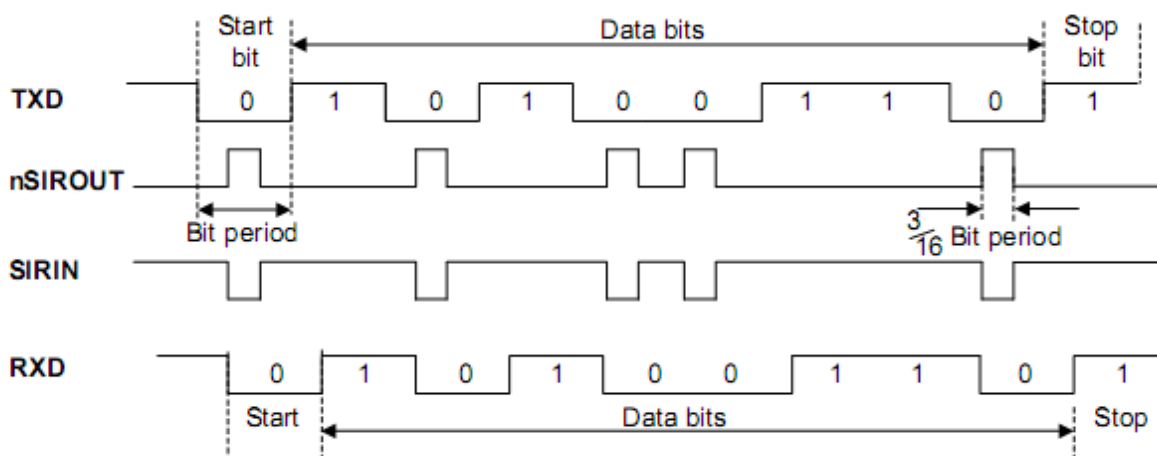 Start
bit
Data bits
Stop
bit
TXD
0 1 0 1 0 0 1 1 0 1
nSIROUT
Bit period
3/16 Bit period
SIRIN
RXD
0 1 0 1 0 0 1 1 0 1
Start
Data bits
Stop